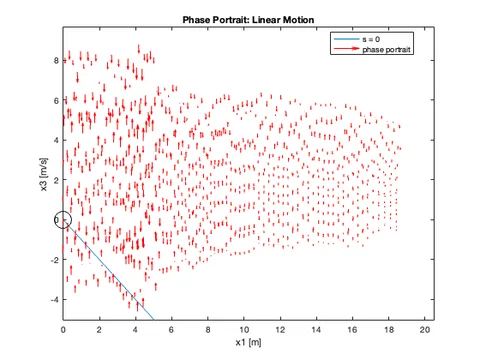 Phase Portrait: Linear Motion
s = 0
phase portrait
8
6
4
2
0
-2
-4
x3 [m/s]
0 2 4 6 8 10 12 14 16 18 20
x1 [m]